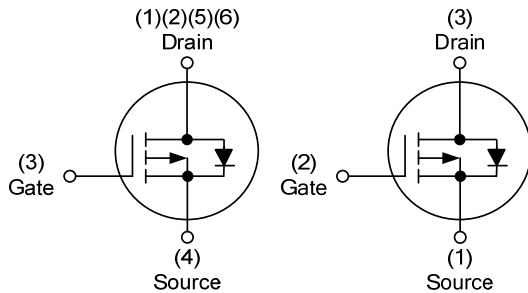 (1)(2)(5)(6)
Drain
(3)
Gate
(4)
Source
(3)
Drain
(2)
Gate
(1)
Source